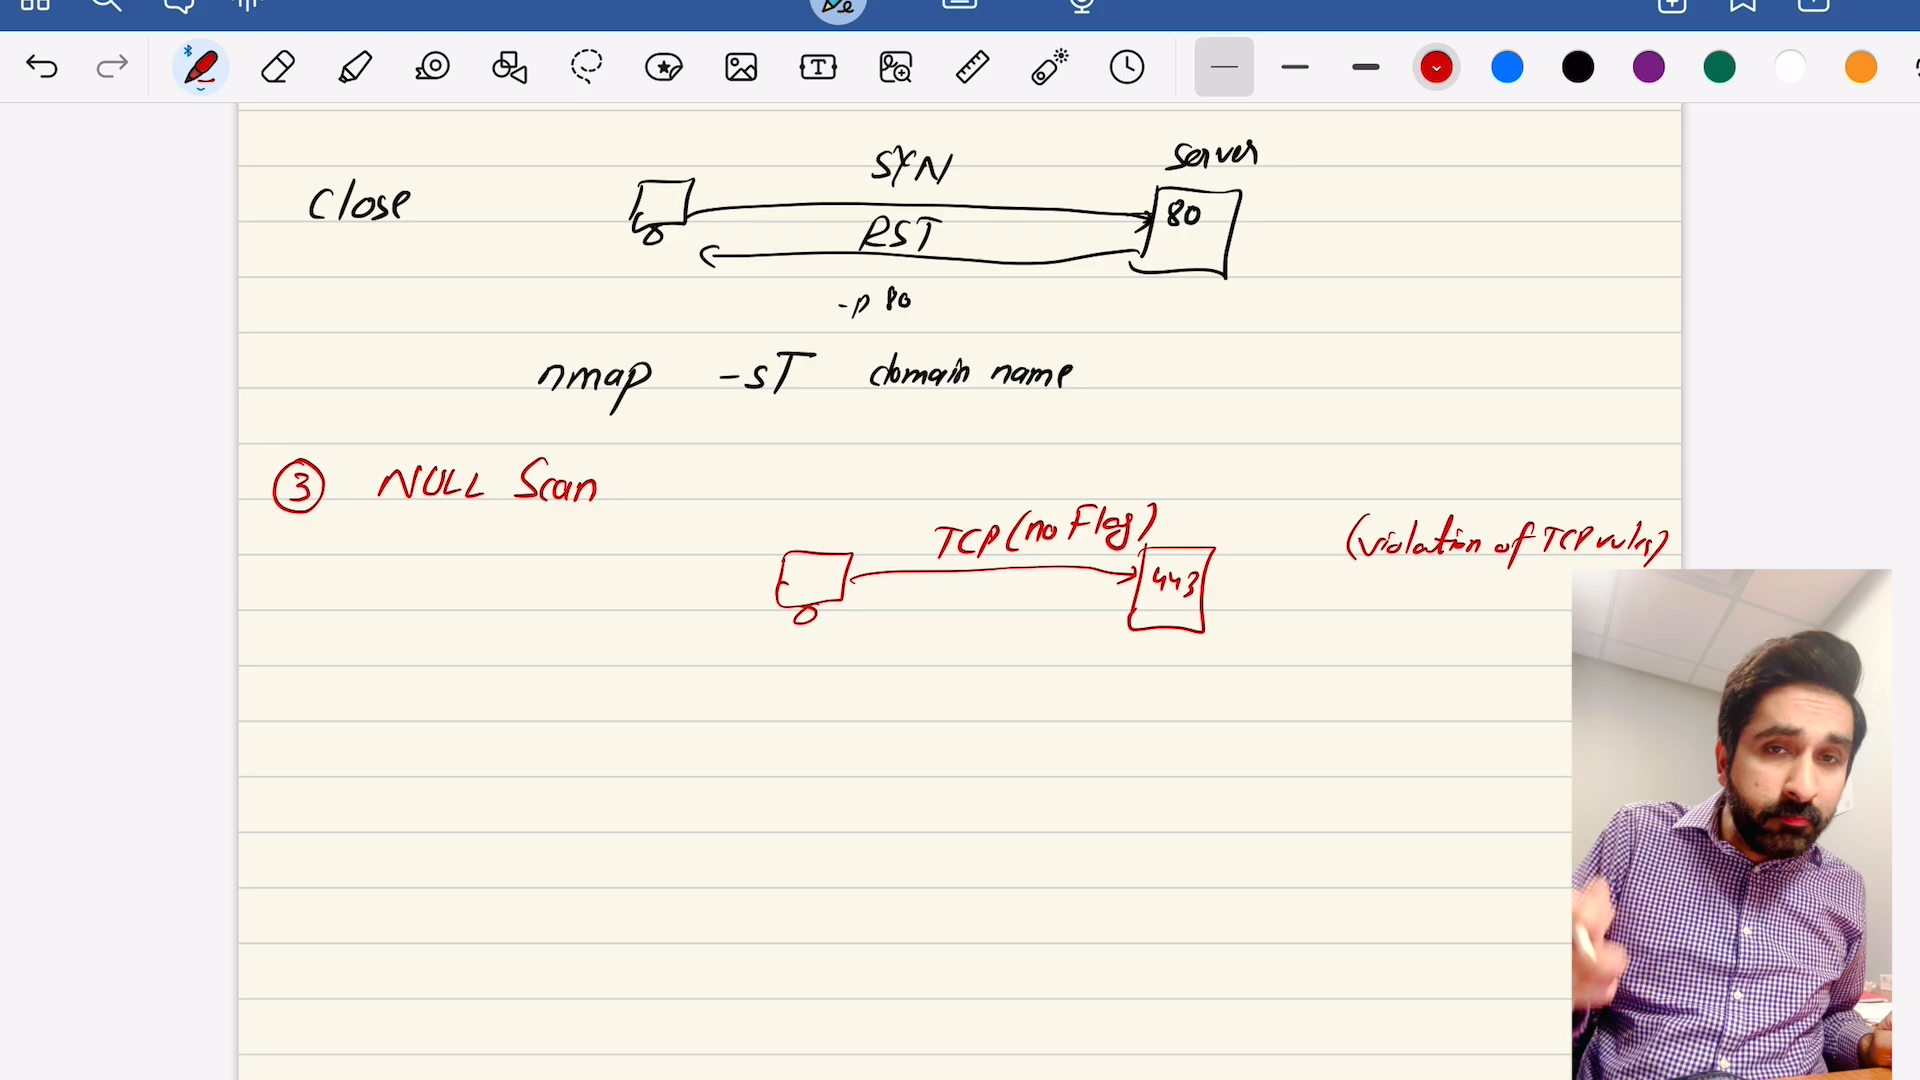 SYN
Server
Close
80
RST
-p 80
nmap -sT domain name
3 NULL Scan
TCP (no Flag)
(violation of TCP rules)
443